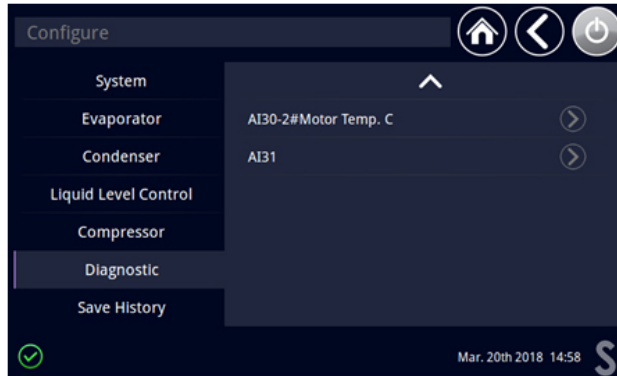 Configure
System
Evaporator
Condenser
Liquid Level Control
Compressor
Diagnostic
Save History
AI30-2#Motor Temp. C
AI31
Mar. 20th 2018 14:58
S